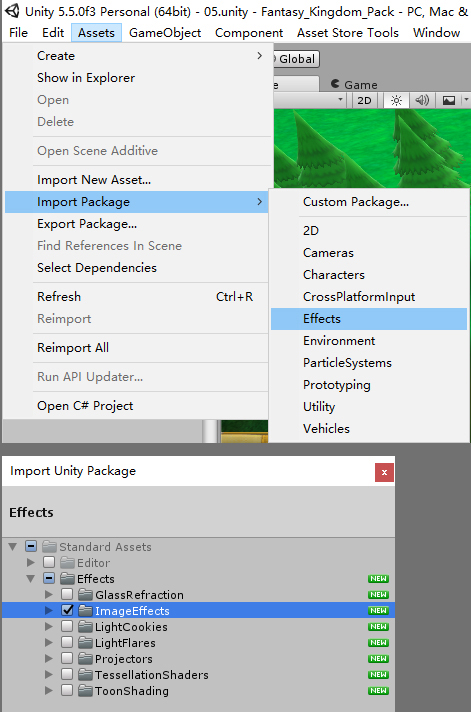 Unity 5.5.0f3 Personal (64bit) - 05.unity - Fantasy_Kingdom_Pack - PC, Mac &
File Edit Assets GameObject Component Asset Store Tools Window
Create
Global
Show in Explorer
Game
Open
2D
Delete
Open Scene Additive
Import New Asset...
Import Package
Export Package...
Find References In Scene
Select Dependencies
Refresh Ctrl+R
Reimport
Reimport All
Run API Updater...
Open C# Project
Custom Package...
2D
Cameras
Characters
CrossPlatformInput
Effects
Environment
ParticleSystems
Prototyping
Utility
Vehicles
Import Unity Package x
Effects
Standard Assets
Editor
Effects NEW
GlassRefraction NEW
ImageEffects NEW
LightCookies NEW
LightFlares NEW
Projectors NEW
TessellationShaders NEW
ToonShading NEW